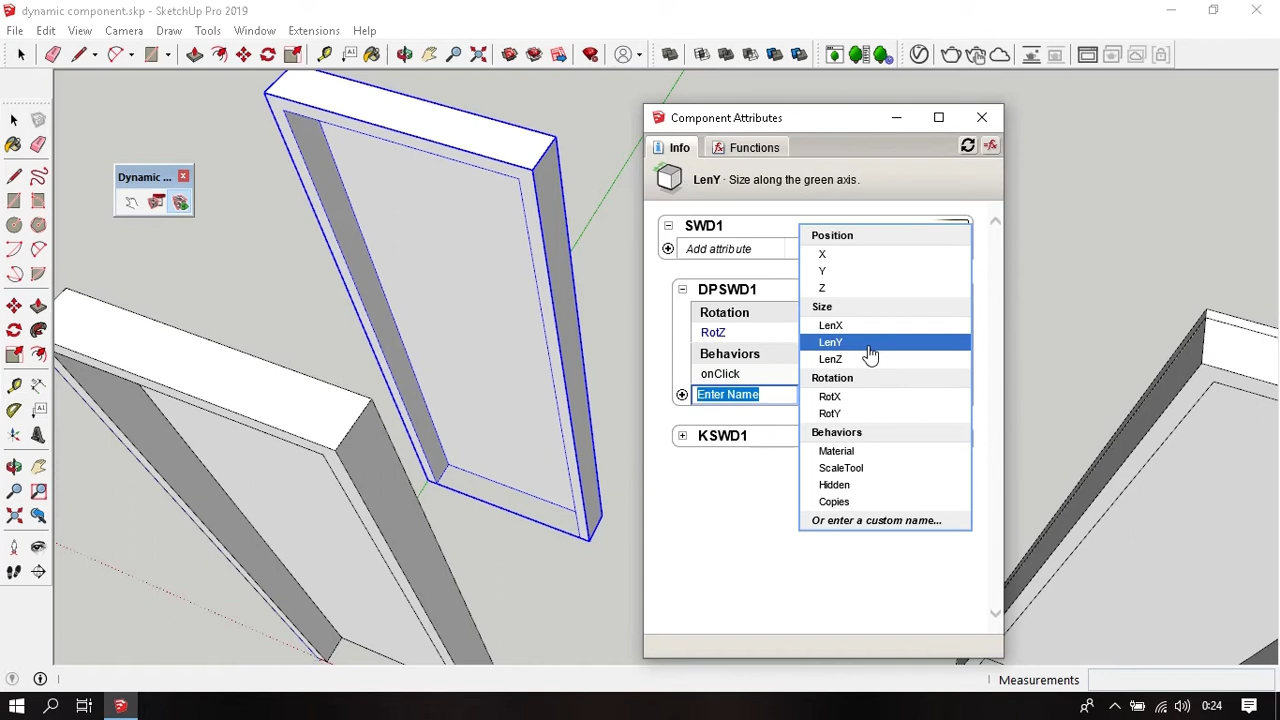 dynamic component.skp - SketchUp Pro 2019
File Edit View Camera Draw Tools Window Extensions Help
Component Attributes
Info Functions
LenY - Size along the green axis.
Dynamic ...
SWD1
Add attribute
DPSWD1
Rotation
RotZ
Behaviors
onClick
Enter Name
KSWD1
Position
X
Y
Z
Size
LenX
LenY
LenZ
Rotation
RotX
RotY
Behaviors
Material
ScaleTool
Hidden
Copies
Or enter a custom name...
Measurements
0:24